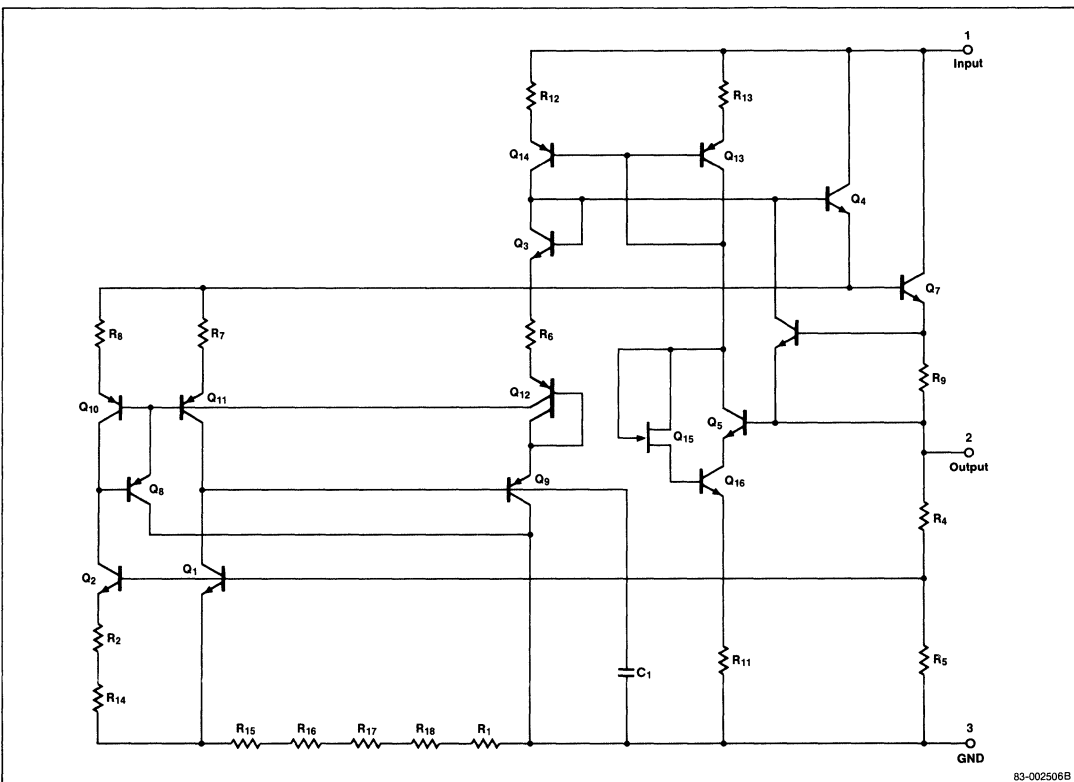 1
Input
R12
R13
Q14
Q13
Q4
Q3
Q7
R8
R7
R6
R9
Q12
Q10
Q11
Q5
Q15
2
Output
Q8
Q9
Q16
R4
Q2
Q1
R2
R11
R5
C1
R14
R15
R16
R17
R18
R1
3
GND
83-002506B